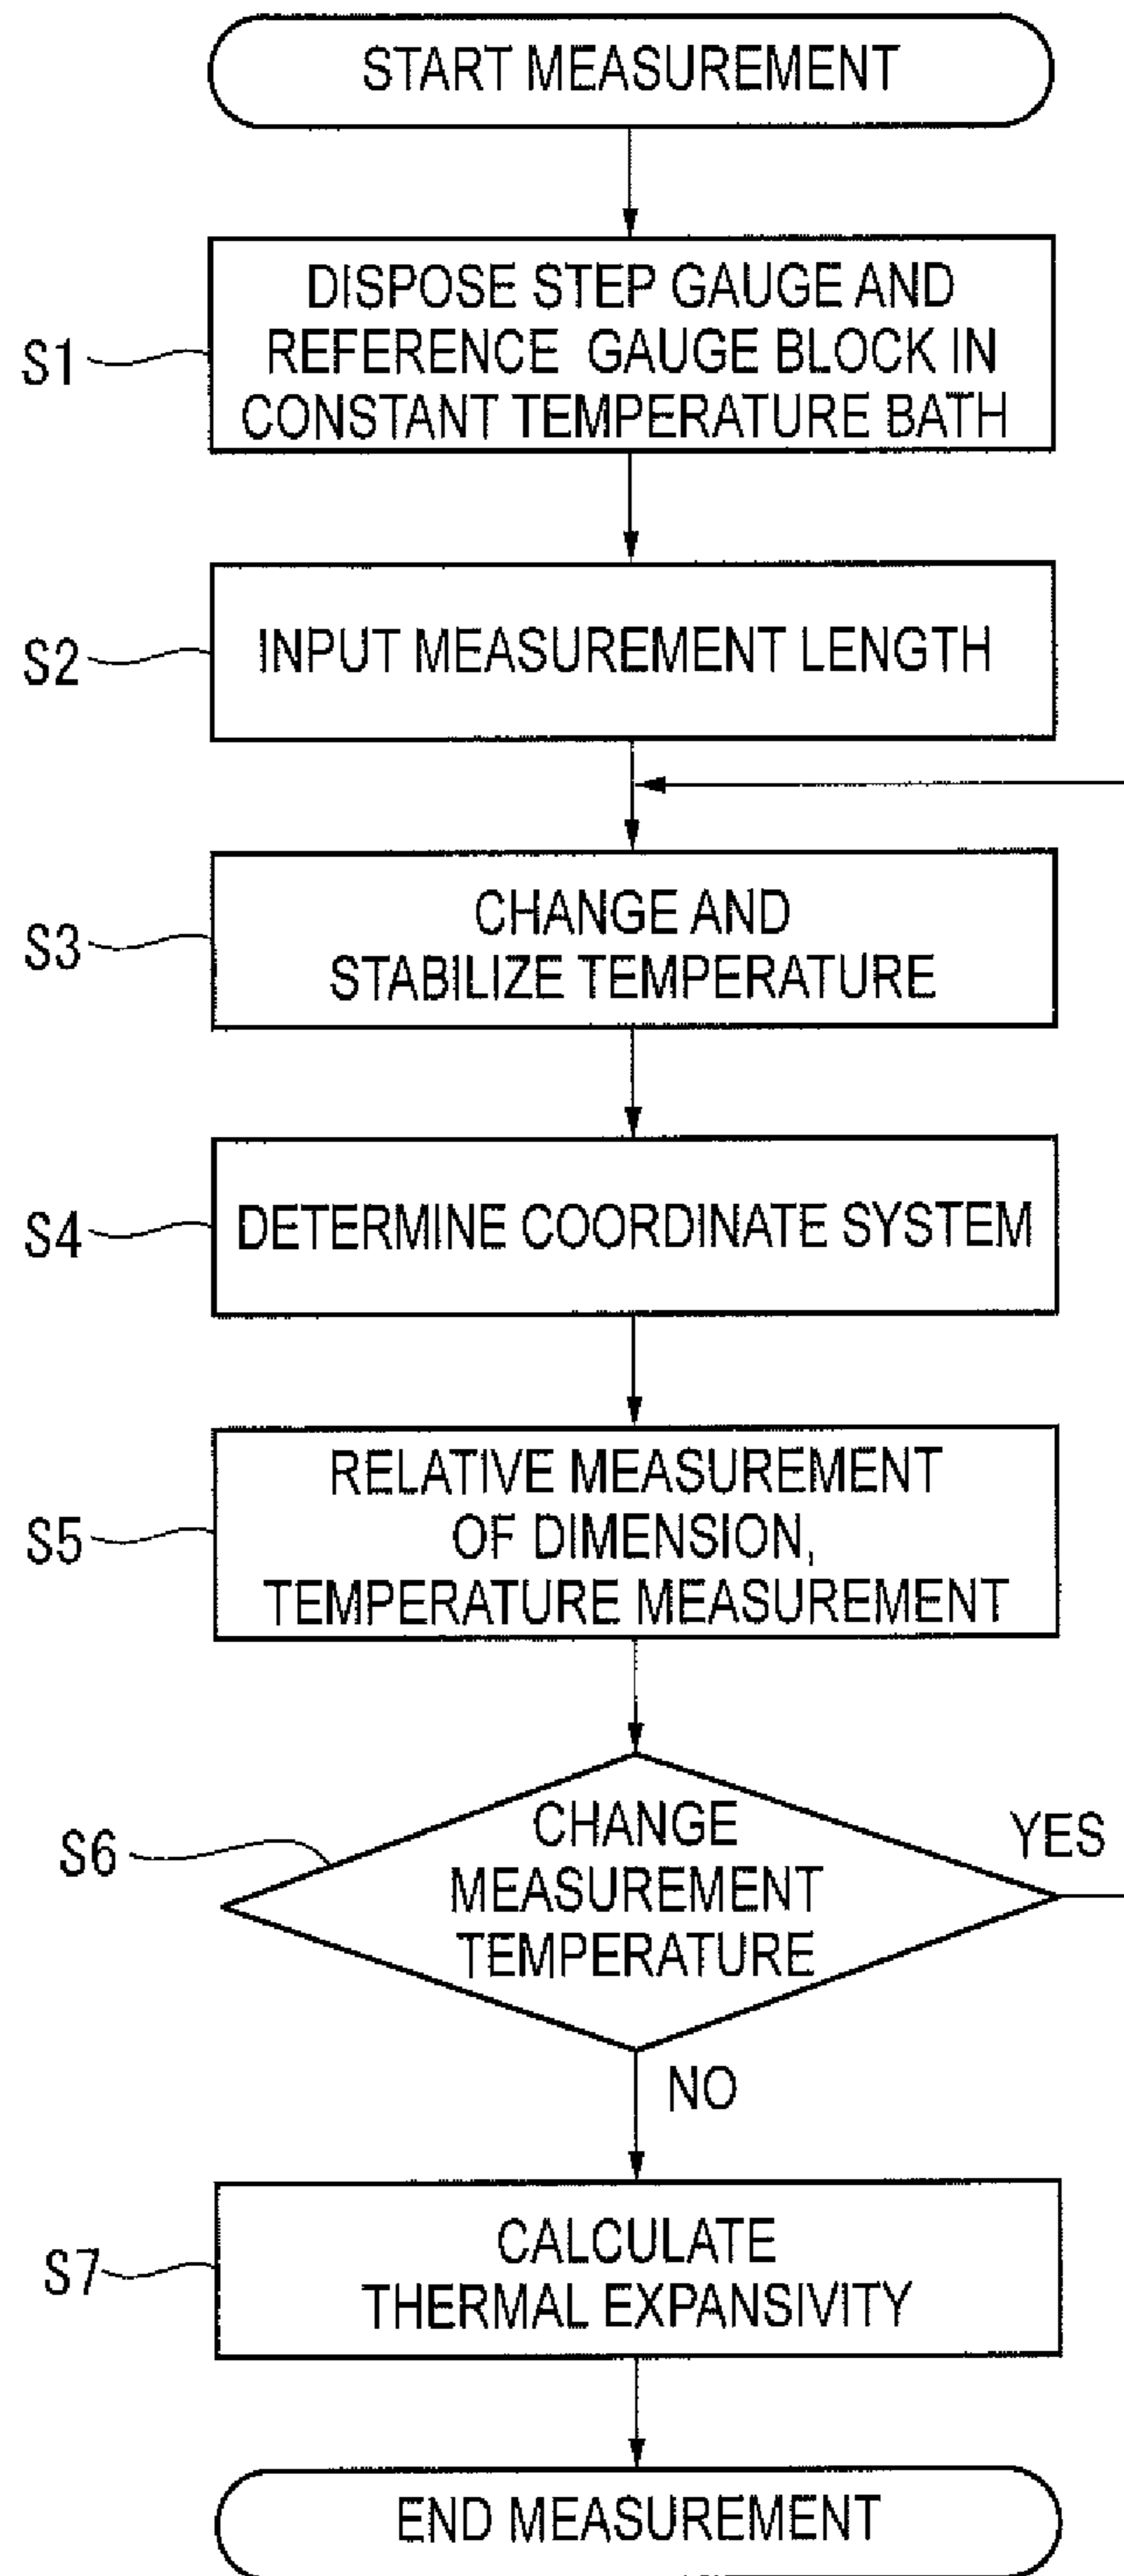 START MEASUREMENT
S1
DISPOSE STEP GAUGE AND
REFERENCE GAUGE BLOCK IN
CONSTANT TEMPERATURE BATH
S2
INPUT MEASUREMENT LENGTH
S3
CHANGE AND
STABILIZE TEMPERATURE
S4
DETERMINE COORDINATE SYSTEM
S5
RELATIVE MEASUREMENT
OF DIMENSION,
TEMPERATURE MEASUREMENT
S6
CHANGE
MEASUREMENT
TEMPERATURE
YES
NO
S7
CALCULATE
THERMAL EXPANSIVITY
END MEASUREMENT